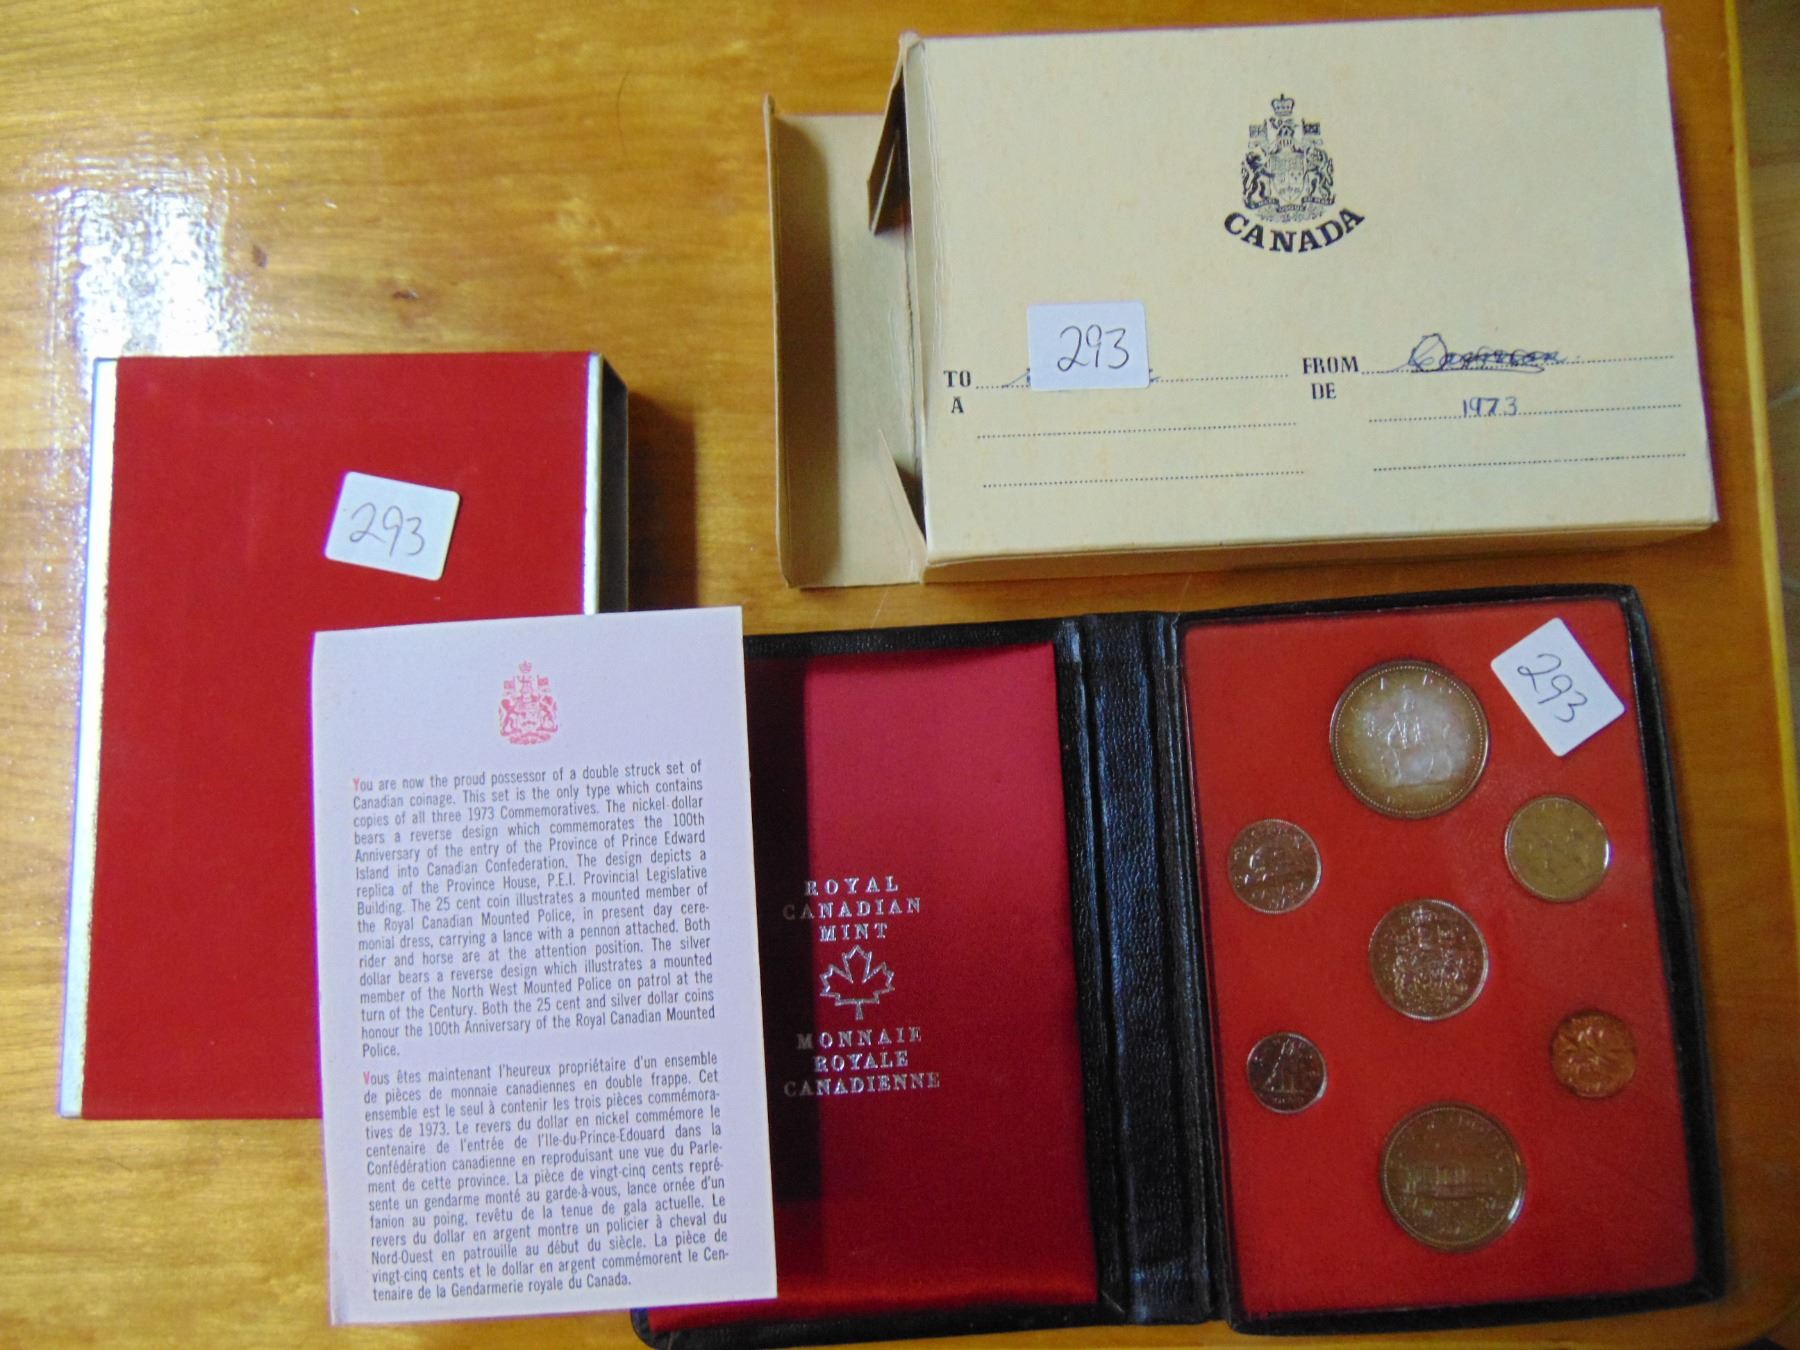 CANADA
293
TO
A
FROM
DE
1973
293
You are now the proud possessor of a double struck set of
Canadian coinage. This set is the only type which contains
copies of all three 1973 Commemoratives. The nickel-dollar
bears a reverse design which commemorates the 100th
Anniversary of the entry of the Province of Prince Edward
Island into Canadian Confederation. The design depicts a
replica of the Province House, P.E.I. Provincial Legislative
Building. The 25 cent coin illustrates a mounted member of
the Royal Canadian Mounted Police, in present day cere-
monial dress, carrying a lance with a pennon attached. Both
rider and horse are at the attention position. The silver
dollar bears a reverse design which illustrates a mounted
member of the North West Mounted Police on patrol at the
turn of the Century. Both the 25 cent and silver dollar coins
honour the 100th Anniversary of the Royal Canadian Mounted
Police.
Vous êtes maintenant l'heureux propriétaire d'un ensemble
de pièces de monnaie canadiennes en double frappe. Cet
ensemble est le seul à contenir les trois pièces commémora-
tives de 1973. Le revers du dollar en nickel commémore le
centenaire de l'entrée de l'Ile-du-Prince-Edouard dans la
Confédération canadienne en reproduisant une vue du Parle-
ment de cette province. La pièce de vingt-cinq cents repré-
sente un gendarme monté au garde-à-vous, lance ornée d'un
fanion au poing, revêtu de la tenue de gala actuelle. Le
revers du dollar en argent montre un policier à cheval du
Nord-Ouest en patrouille au début du siècle. La pièce de
vingt-cinq cents et le dollar en argent commémorent le Cen-
tenaire de la Gendarmerie royale du Canada.
ROYAL
CANADIAN
MINT
MONNAIE
ROYALE
CANADIENNE
293